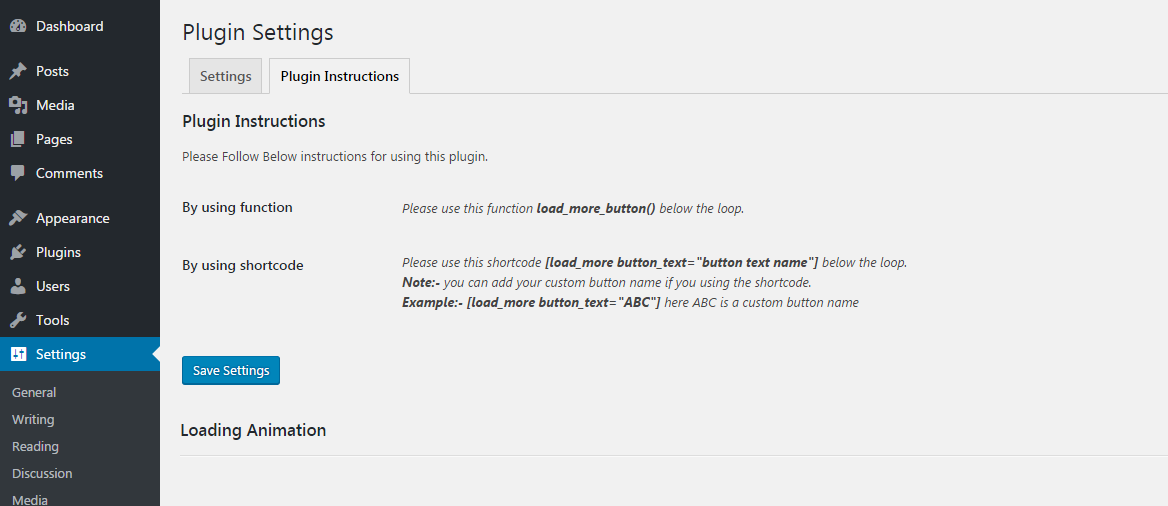 Dashboard
Posts
Media
Pages
Comments
Appearance
Plugins
Users
Tools
Settings
General
Writing
Reading
Discussion
Media
Plugin Settings
Settings
Plugin Instructions
Plugin Instructions
Please Follow Below instructions for using this plugin.
By using function
Please use this function load_more_button() below the loop.
By using shortcode
Please use this shortcode [load_more button_text="button text name"] below the loop.
Note:- you can add your custom button name if you using the shortcode.
Example:- [load_more button_text="ABC"] here ABC is a custom button name
Save Settings
Loading Animation